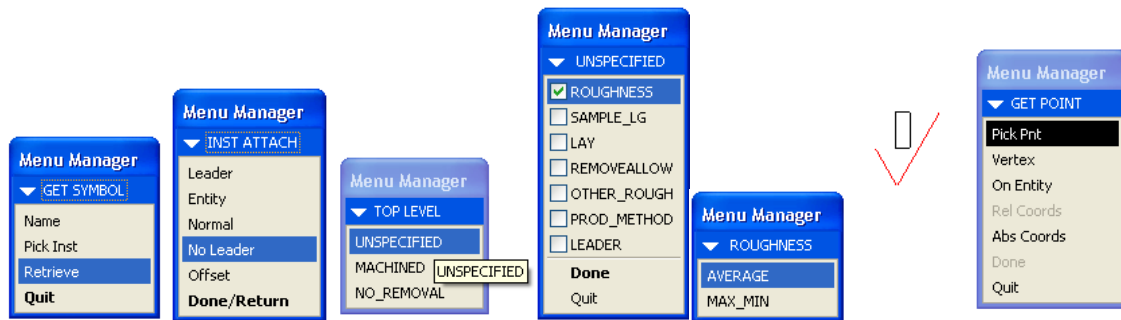 Menu Manager
GET SYMBOL
Name
Pick Inst
Retrieve
Quit
Menu Manager
INST ATTACH
Leader
Entity
Normal
No Leader
Offset
Done/Return
Menu Manager
TOP LEVEL
UNSPECIFIED
MACHINED
UNSPECIFIED
NO_REMOVAL
Menu Manager
UNSPECIFIED
ROUGHNESS
SAMPLE_LG
LAY
REMOVEALLOW
OTHER_ROUGH
PROD_METHOD
LEADER
Done
Quit
Menu Manager
ROUGHNESS
AVERAGE
MAX_MIN
Menu Manager
GET POINT
Pick Pnt
Vertex
On Entity
Rel Coords
Abs Coords
Done
Quit